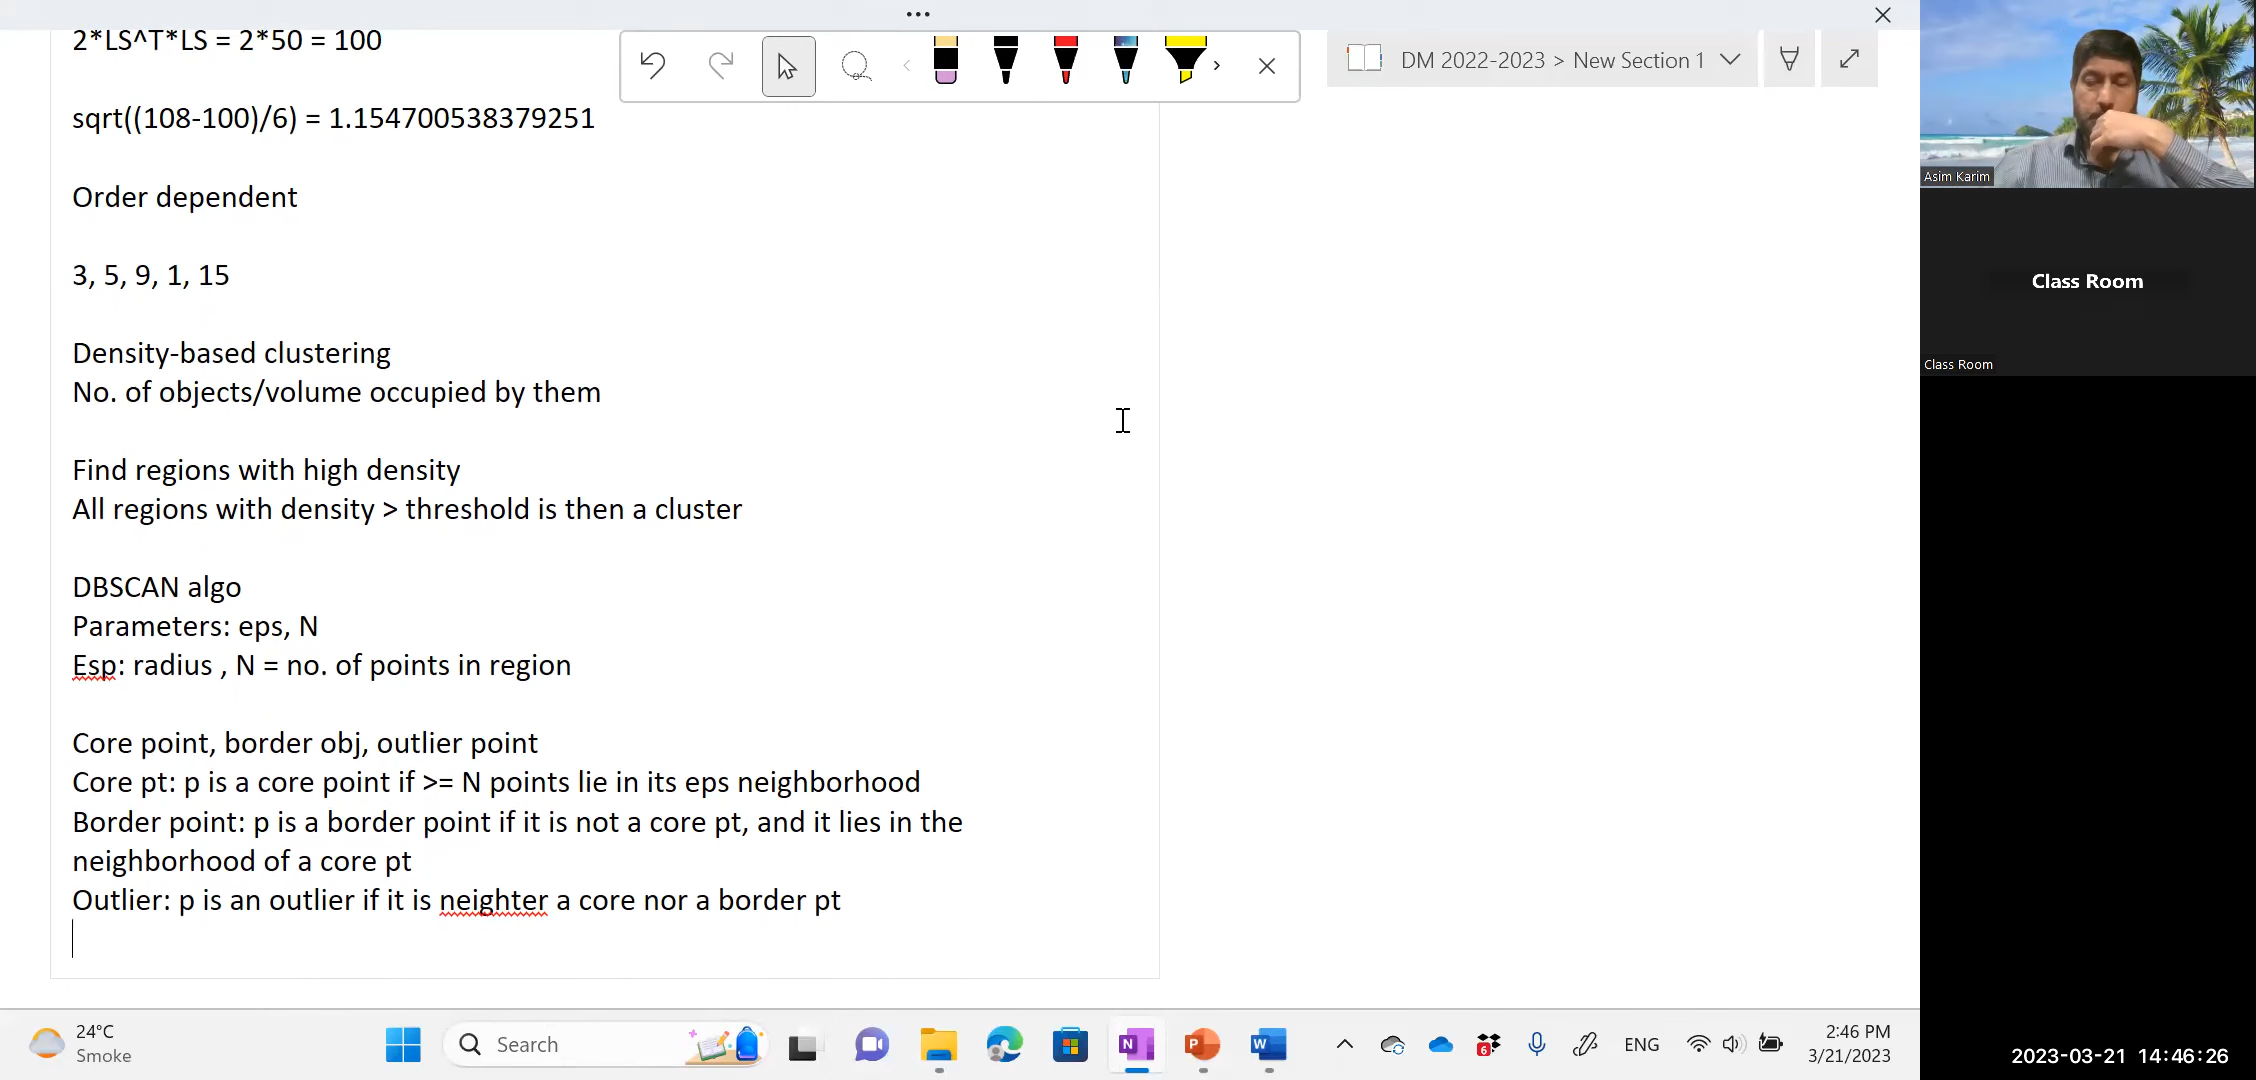 2*LS^T*LS = 2*50 = 100
sqrt((108-100)/6) = 1.154700538379251
Order dependent
3, 5, 9, 1, 15
Density-based clustering
No. of objects/volume occupied by them
Find regions with high density
All regions with density > threshold is then a cluster
DBSCAN algo
Parameters: eps, N
Esp: radius , N = no. of points in region
Core point, border obj, outlier point
Core pt: p is a core point if >= N points lie in its eps neighborhood
Border point: p is a border point if it is not a core pt, and it lies in the
neighborhood of a core pt
Outlier: p is an outlier if it is neighter a core nor a border pt
DM 2022-2023 > New Section 1
Asim Karim
Class Room
Class Room
24°C
Smoke
Search
N
P
W
6
ENG
2:46 PM
3/21/2023
2023-03-21 14:46:26